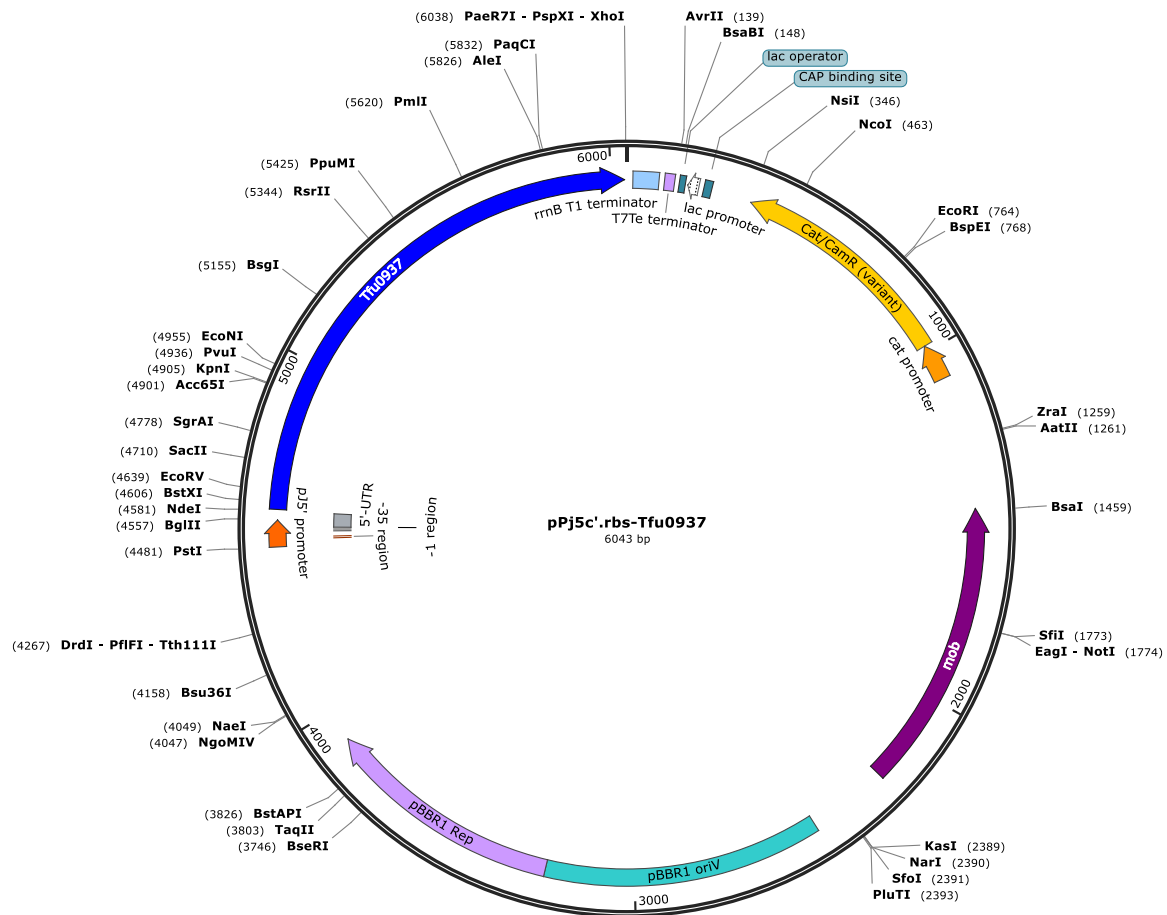 (6038) PaeR7I - PspXI - XhoI
AvrII (139)
BsaBI (148)
(5832) PaqCI
(5826) AleI
lac operator
CAP binding site
(5620) PmlI
NsiI (346)
NcoI (463)
6000
(5425) PpuMI
(5344) RsrII
rrnB T1 terminator
T7Te terminator
lac promoter
EcoRI (764)
BspEI (768)
Cat/CamR (variant)
Tfu0937
(5155) BsgI
1000
cat promoter
(4955) EcoNI
(4936) PvuI
(4905) KpnI
(4901) Acc65I
5000
(4778) SgrAI
ZraI (1259)
AatII (1261)
(4710) SacII
(4639) EcoRV
(4606) BstXI
(4581) NdeI
(4557) BglII
(4481) PstI
pJ5' promoter
5'-UTR
-35 region
-1 region
pPj5c'.rbs-Tfu0937
6043 bp
BsaI (1459)
(4267) DrdI - PflFI - Tth111I
SfiI (1773)
EagI - NotI (1774)
mob
(4158) Bsu36I
2000
(4049) NaeI
(4047) NgoMIV
4000
(3826) BstAPI
(3803) TaqII
(3746) BseRI
pBBR1 Rep
pBBR1 oriV
3000
KasI (2389)
NarI (2390)
SfoI (2391)
PluTI (2393)